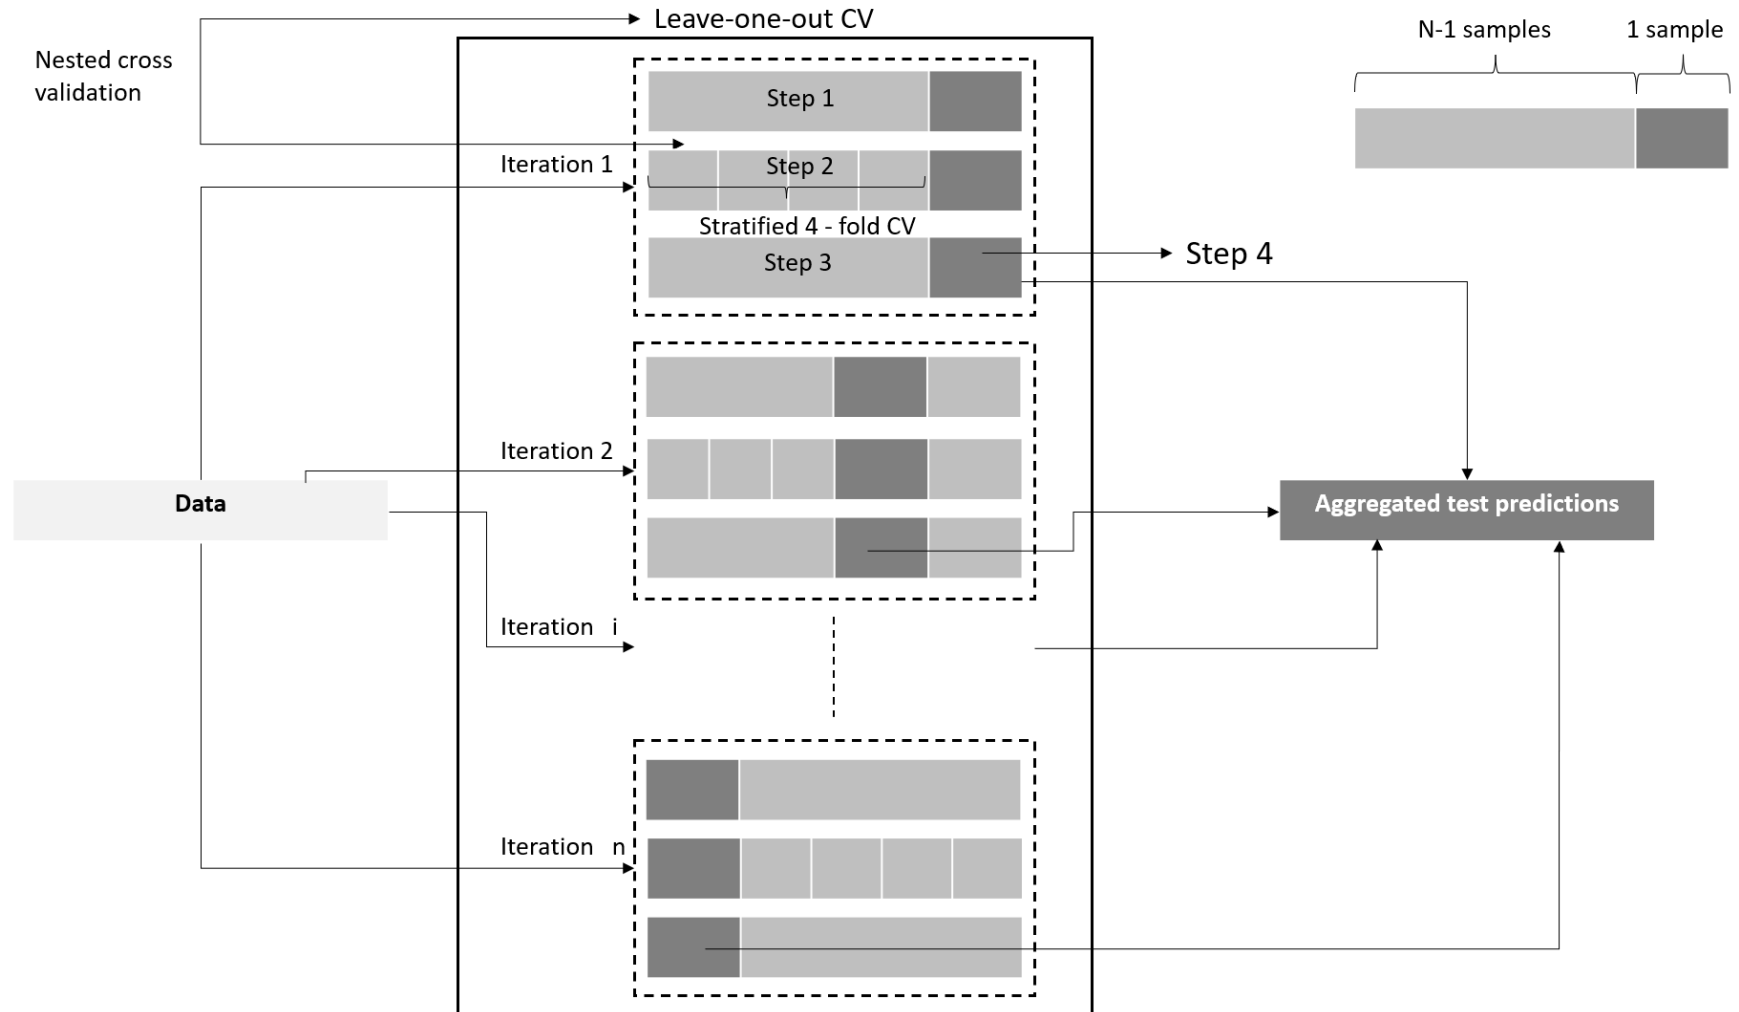 Leave-one-out CV
N-1 samples
1 sample
Nested cross
validation
Step 1
Iteration 1
Step 2
Stratified 4 - fold CV
Step 3
Step 4
Iteration 2
Data
Aggregated test predictions
Iteration i
Iteration n